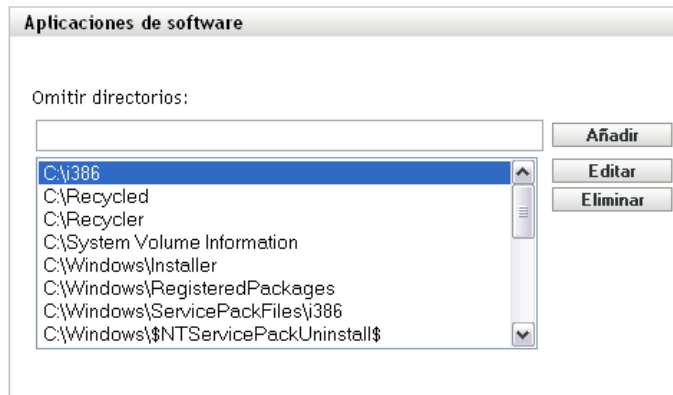 Aplicaciones de software
Omitir directorios:
Añadir
C:\i386
Editar
C:\Recycled
Eliminar
C:\Recycler
C:\System Volume Information
C:\Windows\Installer
C:\Windows\RegisteredPackages
C:\Windows\ServicePackFiles\i386
C:\Windows\$NTServicePackUninstall$